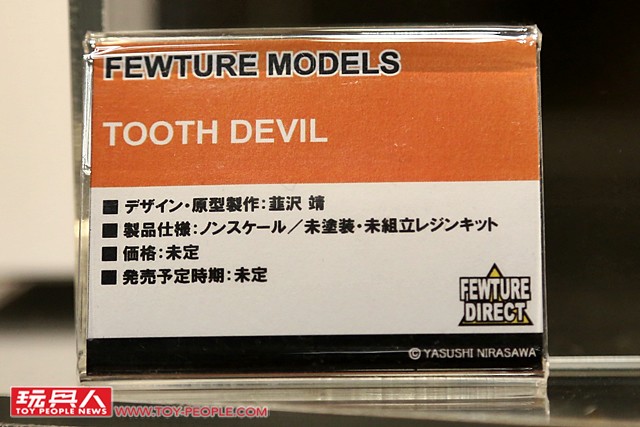 FEWTURE MODELS
TOOTH DEVIL
■ デザイン・原型製作：韮沢 靖
■ 製品仕様：ノンスケール／未塗装・未組立レジンキット
■ 価格：未定
■ 発売予定時期：未定
FEWTURE
DIRECT
©YASUSHI NIRASAWA
玩具人
TOY PEOPLE NEWS
WWW.TOY-PEOPLE.COM